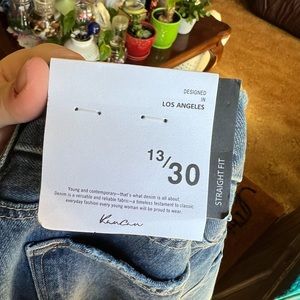 DESIGNED
IN
LOS ANGELES
13/30
STRAIGHT FIT
Young and contemporary—that's what denim is all about.
Denim is a versatile and reliable fabric—a timeless testament to classic
everyday fashion every young woman will be proud to wear.
KanCan